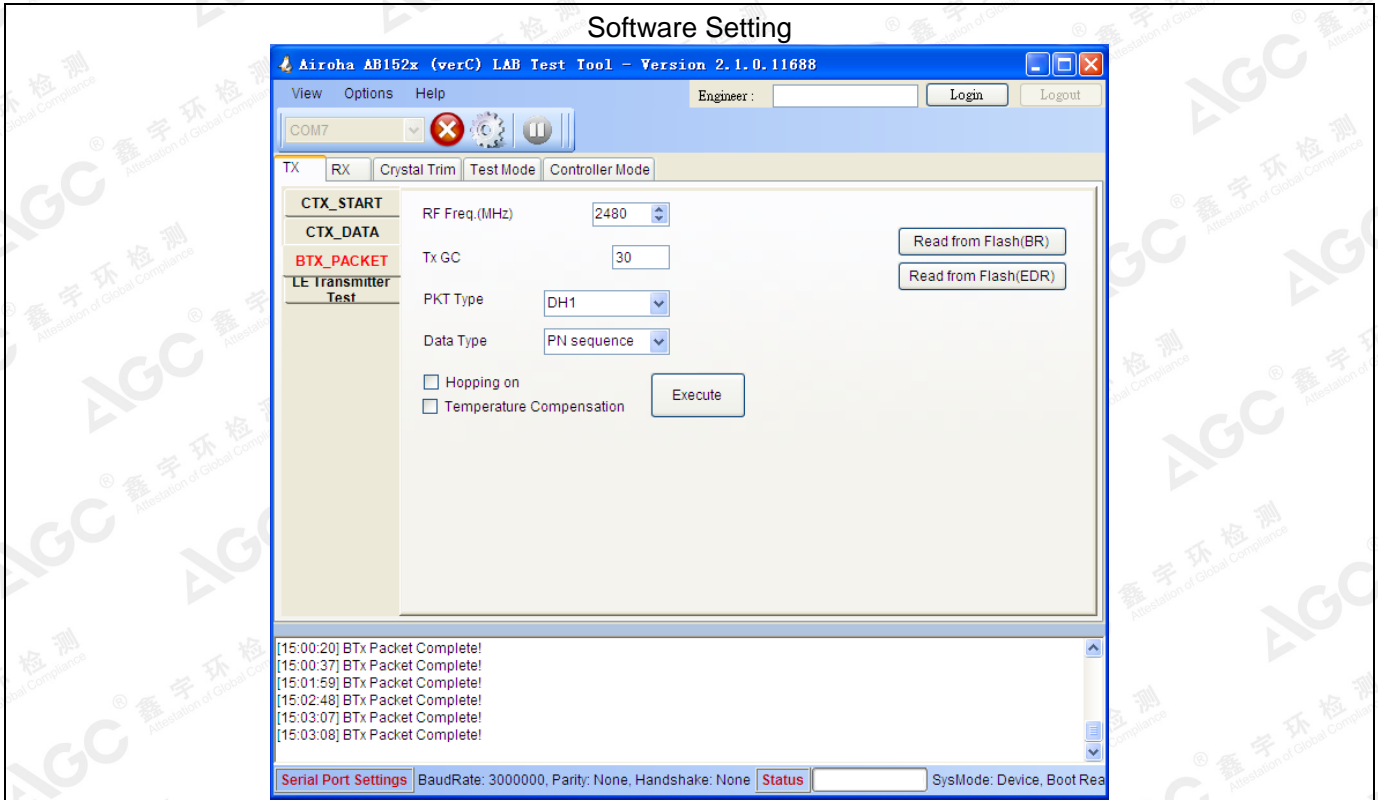 Software Setting
Airoha AB152x (verC) LAB Test Tool - Version 2.1.0.11688
View Options Help Engineer : Login Logout
COM7
TX RX Crystal Trim Test Mode Controller Mode
CTX_START
CTX_DATA
BTX_PACKET
LE Transmitter
Test
RF Freq.(MHz) 2480
Tx GC 30
PKT Type DH1
Data Type PN sequence
Hopping on
Temperature Compensation
Execute
Read from Flash(BR)
Read from Flash(EDR)
[15:00:20] BTx Packet Complete!
[15:00:37] BTx Packet Complete!
[15:01:59] BTx Packet Complete!
[15:02:48] BTx Packet Complete!
[15:03:07] BTx Packet Complete!
[15:03:08] BTx Packet Complete!
Serial Port Settings BaudRate: 3000000, Parity: None, Handshake: None Status SysMode: Device, Boot Rea
AGC ® 鑫宇环检测
Attestation of Global Compliance